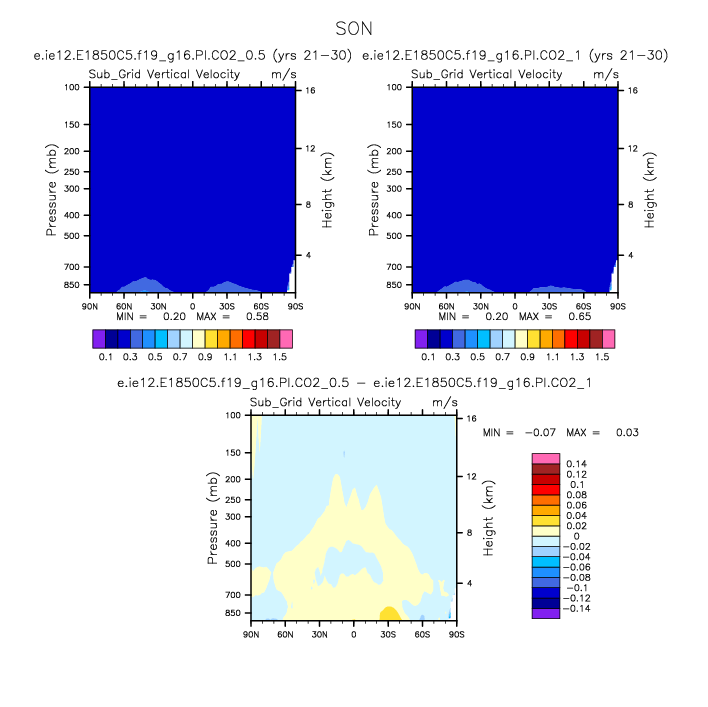 SON
e.ie12.E1850C5.f19_g16.PI.CO2_0.5 (yrs 21-30) e.ie12.E1850C5.f19_g16.PI.CO2_1 (yrs 21-30)
Sub_Grid Vertical Velocity m/s Sub_Grid Vertical Velocity m/s
100 16 100 16
150 12 150 12
200 200
250 250
300 8 300 8
400 400
500 4 500 4
700 700
850 850
Pressure (mb) Height (km) Pressure (mb) Height (km)
90N 60N 30N 0 30S 60S 90S 90N 60N 30N 0 30S 60S 90S
MIN = 0.20 MAX = 0.58 MIN = 0.20 MAX = 0.65
0.1 0.3 0.5 0.7 0.9 1.1 1.3 1.5 0.1 0.3 0.5 0.7 0.9 1.1 1.3 1.5
e.ie12.E1850C5.f19_g16.PI.CO2_0.5 - e.ie12.E1850C5.f19_g16.PI.CO2_1
Sub_Grid Vertical Velocity m/s
100 16
150
200 12
250
300 8
400
500 4
700
850
Pressure (mb) Height (km)
90N 60N 30N 0 30S 60S 90S
MIN = -0.07 MAX = 0.03
0.14
0.12
0.1
0.08
0.06
0.04
0.02
0
-0.02
-0.04
-0.06
-0.08
-0.1
-0.12
-0.14